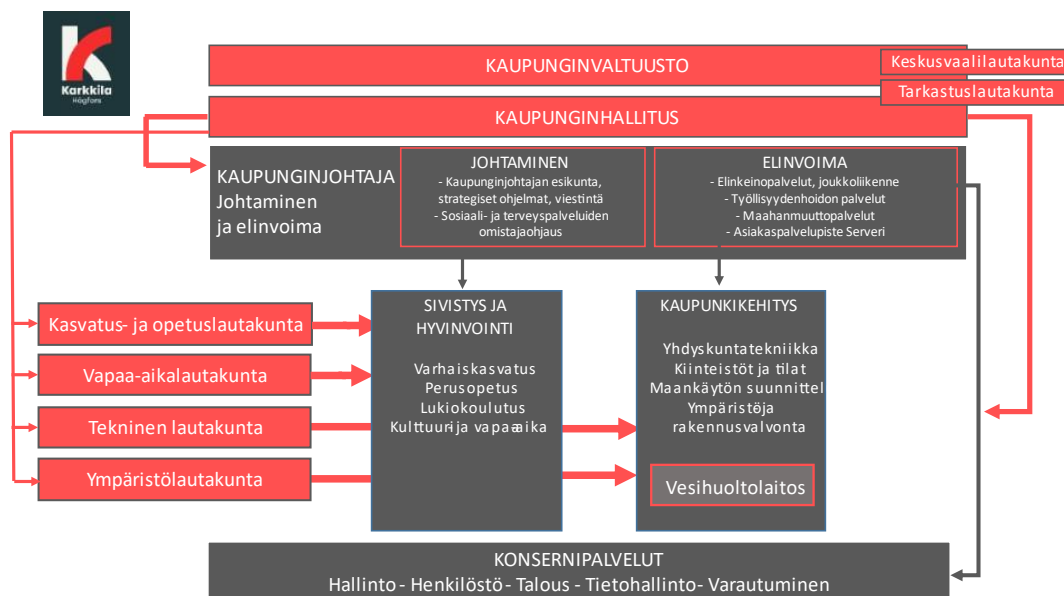 Karkkila
Högfors
KAUPUNGINVALTUUSTO
Keskusvaalilautakunta
Tarkastuslautakunta
KAUPUNGINHALLITUS
KAUPUNGINJOHTAJA
Johtaminen
ja elinvoima
JOHTAMINEN
- Kaupunginjohtajan esikunta,
strategiset ohjelmat, viestintä
- Sosiaali- ja terveyspalveluiden
omistajaohjaus
ELINVOIMA
- Elinkeinopalvelut, joukkoliikenne
- Työllisyydenhoidon palvelut
- Maahanmuuttopalvelut
- Asiakaspalvelupiste Serveri
Kasvatus- ja opetuslautakunta
Vapaa-aikalautakunta
Tekninen lautakunta
Ympäristölautakunta
SIVISTYS JA
HYVINVOINTI
Varhaiskasvatus
Perusopetus
Lukiokoulutus
Kulttuuri ja vapaa-aika
KAUPUNKIKEHITYS
Yhdyskuntatekniikka
Kiinteistöt ja tilat
Maankäytön suunnittel
Ympäristö- ja
rakennusvalvonta
Vesihuoltolaitos
KONSERNIPALVELUT
Hallinto - Henkilöstö - Talous - Tietohallinto - Varautuminen